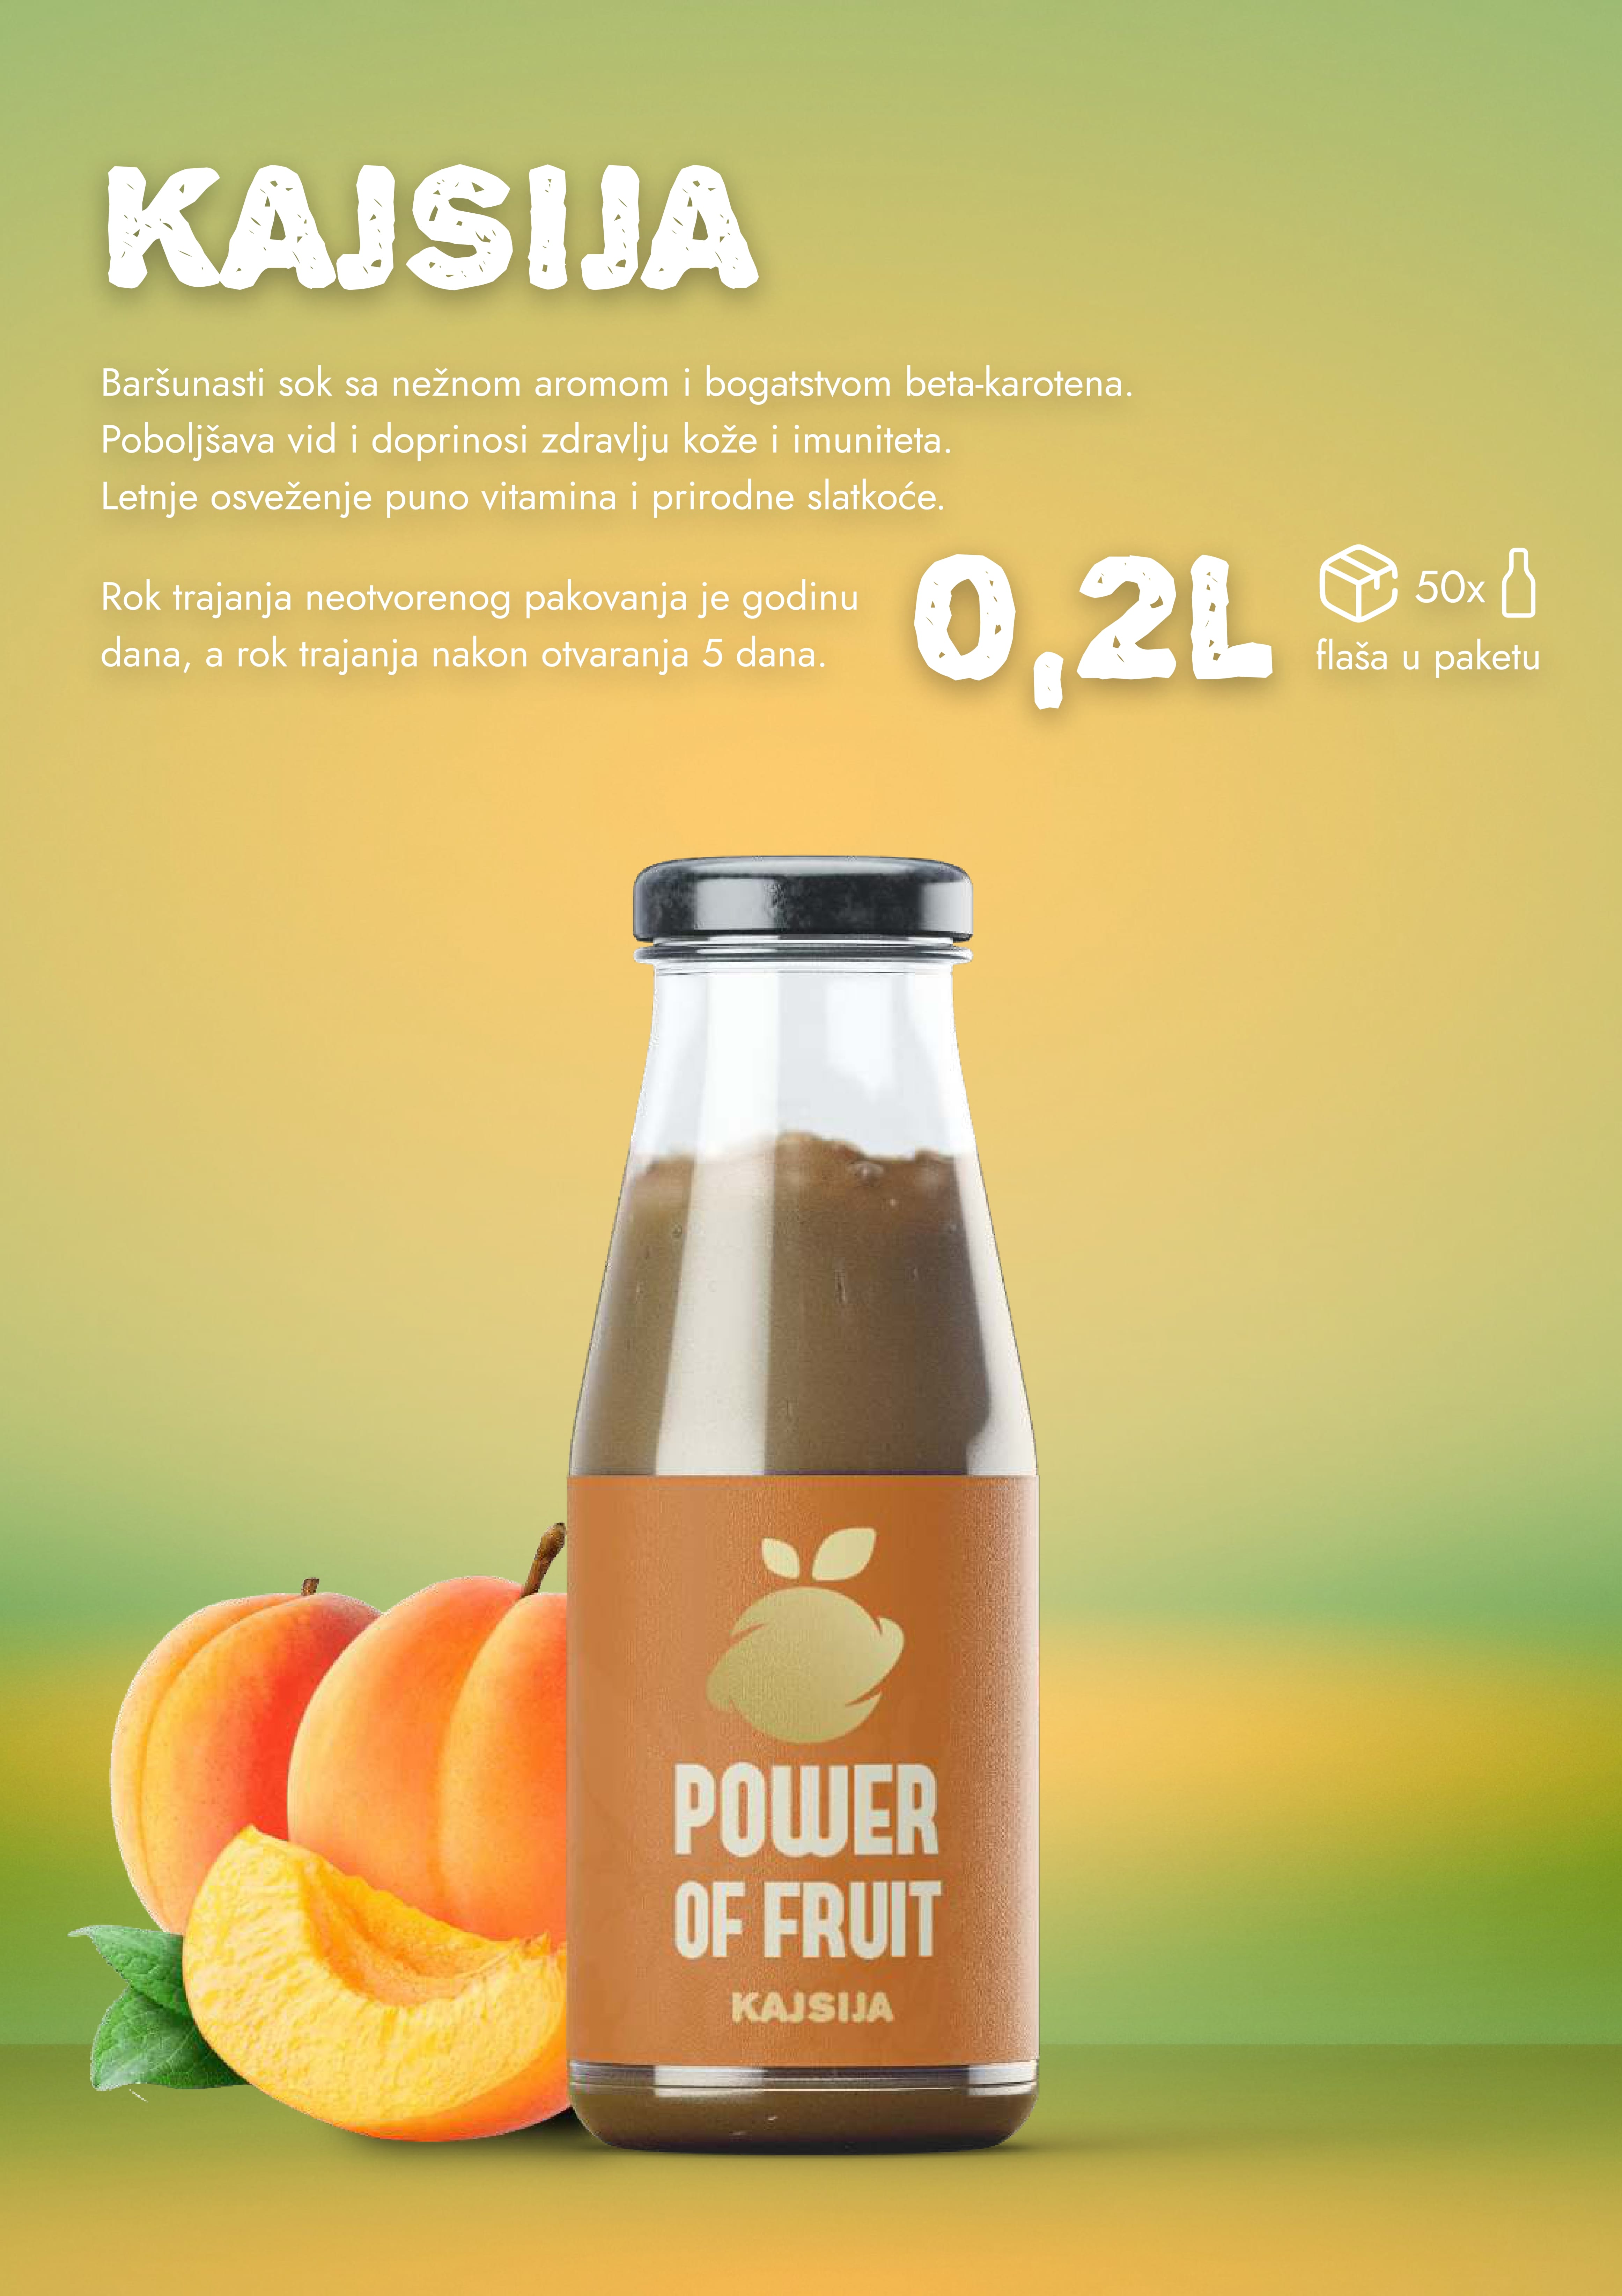 KAJSIJA
Baršunasti sok sa nežnom aromom i bogatstvom beta-karotena.
Poboljšava vid i doprinosi zdravlju kože i imuniteta.
Letnje osveženje puno vitamina i prirodne slatkoće.
Rok trajanja neotvorenog pakovanja je godinu
dana, a rok trajanja nakon otvaranja 5 dana.
0,2L
50x
flaša u paketu
POWER
OF FRUIT
KAJSIJA